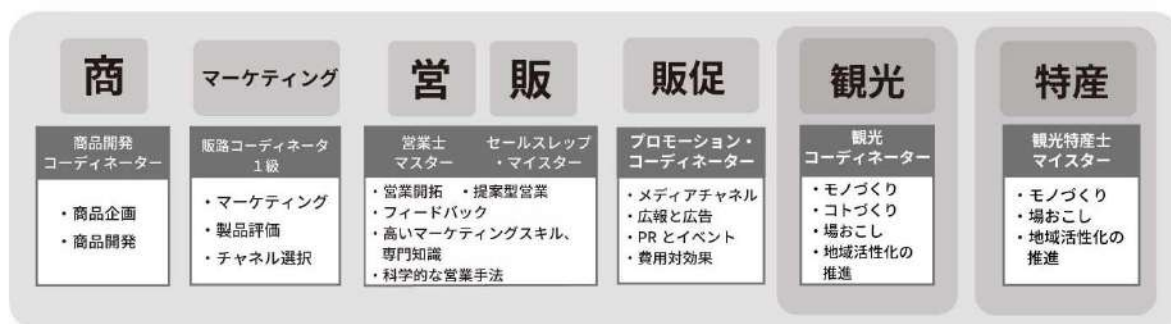 商
商品開発
コーディネーター
・商品企画
・商品開発
マーケティング
販路コーディネータ
1級
・マーケティング
・製品評価
・チャネル選択
営
販
営業士
マスター
セールスレップ
・マイスター
・営業開拓 ・提案型営業
・フィードバック
・高いマーケティングスキル、
専門知識
・科学的な営業手法
販促
プロモーション・
コーディネーター
・メディアチャネル
・広報と広告
・PRとイベント
・費用対効果
観光
観光
コーディネーター
・モノづくり
・コトづくり
・場おこし
・地域活性化の
推進
特産
観光特産士
マイスター
・モノづくり
・場おこし
・地域活性化の
推進